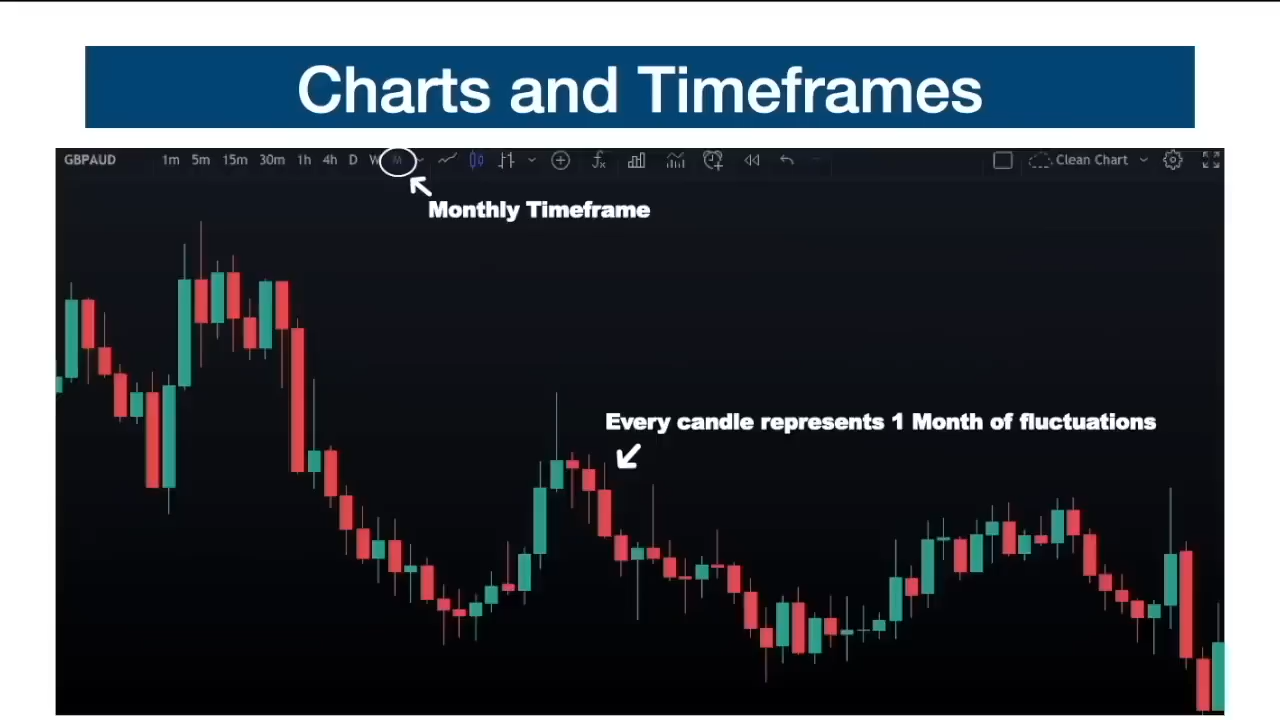 Charts and Timeframes
GBPAUD 1m 5m 15m 30m 1h 4h D W M Clean Chart
Monthly Timeframe
Every candle represents 1 Month of fluctuations